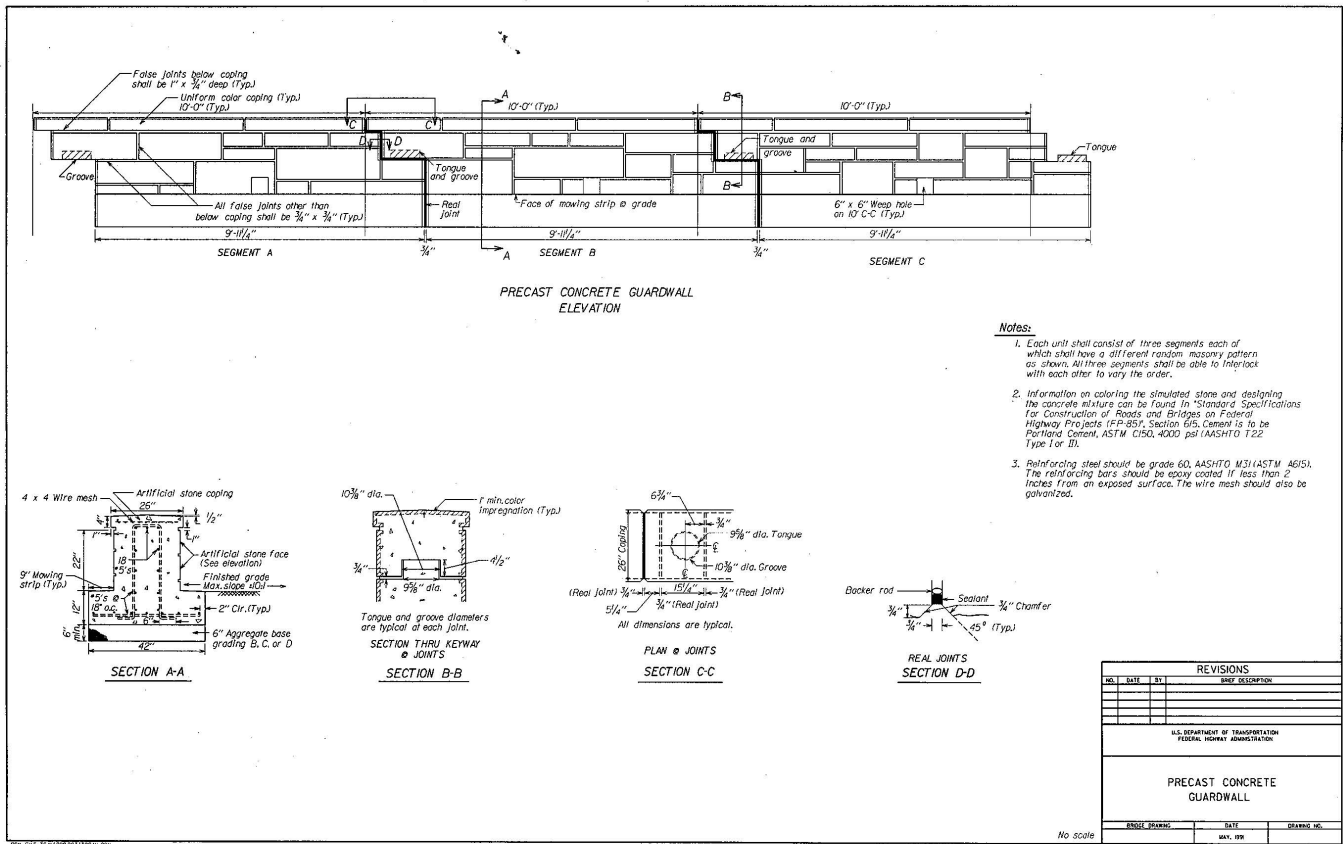 False joints below coping
shall be 1" x 3/4" deep (Typ.)
Uniform color coping (Typ.)
10'-0" (Typ.)
10'-0" (Typ.)
10'-0" (Typ.)
A
B
C
C
D
D
Groove
Tongue
and groove
Tongue and
groove
Tongue
B
All false joints other than
below coping shall be 3/4" x 3/4" (Typ.)
Real
joint
Face of mowing strip @ grade
6" x 6" Weep hole
on 10' C-C (Typ.)
9'-11 1/4"
3/4"
A
9'-11 1/4"
3/4"
9'-11 1/4"
SEGMENT A
SEGMENT B
SEGMENT C
PRECAST CONCRETE GUARDWALL
ELEVATION
Notes:
1. Each unit shall consist of three segments each of
which shall have a different random masonry pattern
as shown. All three segments shall be able to interlock
with each other to vary the order.
2. Information on coloring the simulated stone and designing
the concrete mixture can be found in "Standard Specifications
for Construction of Roads and Bridges on Federal
Highway Projects (FP-85)", Section 615. Cement is to be
Portland Cement, ASTM C150, 4000 psi (AASHTO T22
Type I or II).
3. Reinforcing steel should be grade 60, AASHTO M31 (ASTM A615).
The reinforcing bars should be epoxy coated if less than 2
inches from an exposed surface. The wire mesh should also be
galvanized.
4 x 4 Wire mesh
Artificial stone coping
26"
4"
1/2"
1"
1"
22"
18
#5's
Artificial stone face
(See elevation)
9" Mowing
strip (Typ.)
Finished grade
Max. slope 10:1
12"
#5's @
18" o.c.
6"
2" Clr. (Typ.)
6"
min.
6" Aggregate base
grading B, C, or D
42"
SECTION A-A
10 3/8" dia.
1" min. color
impregnation (Typ.)
3/4"
4 1/2"
9 5/8" dia.
Tongue and groove diameters
are typical at each joint.
SECTION THRU KEYWAY
@ JOINTS
SECTION B-B
6 3/4"
3/4"
9 5/8" dia. Tongue
26" Coping
10 3/8" dia. Groove
(Real joint) 3/4"
15 1/4"
3/4" (Real joint)
5 1/4"
3/4" (Real joint)
All dimensions are typical.
PLAN @ JOINTS
SECTION C-C
Backer rod
Sealant
3/4"
3/4" Chamfer
3/4"
45° (Typ.)
REAL JOINTS
SECTION D-D
REVISIONS
NO. DATE BY BRIEF DESCRIPTION
U.S. DEPARTMENT OF TRANSPORTATION
FEDERAL HIGHWAY ADMINISTRATION
PRECAST CONCRETE
GUARDWALL
No scale
BRIDGE DRAWING DATE DRAWING NO.
MAY, 1991